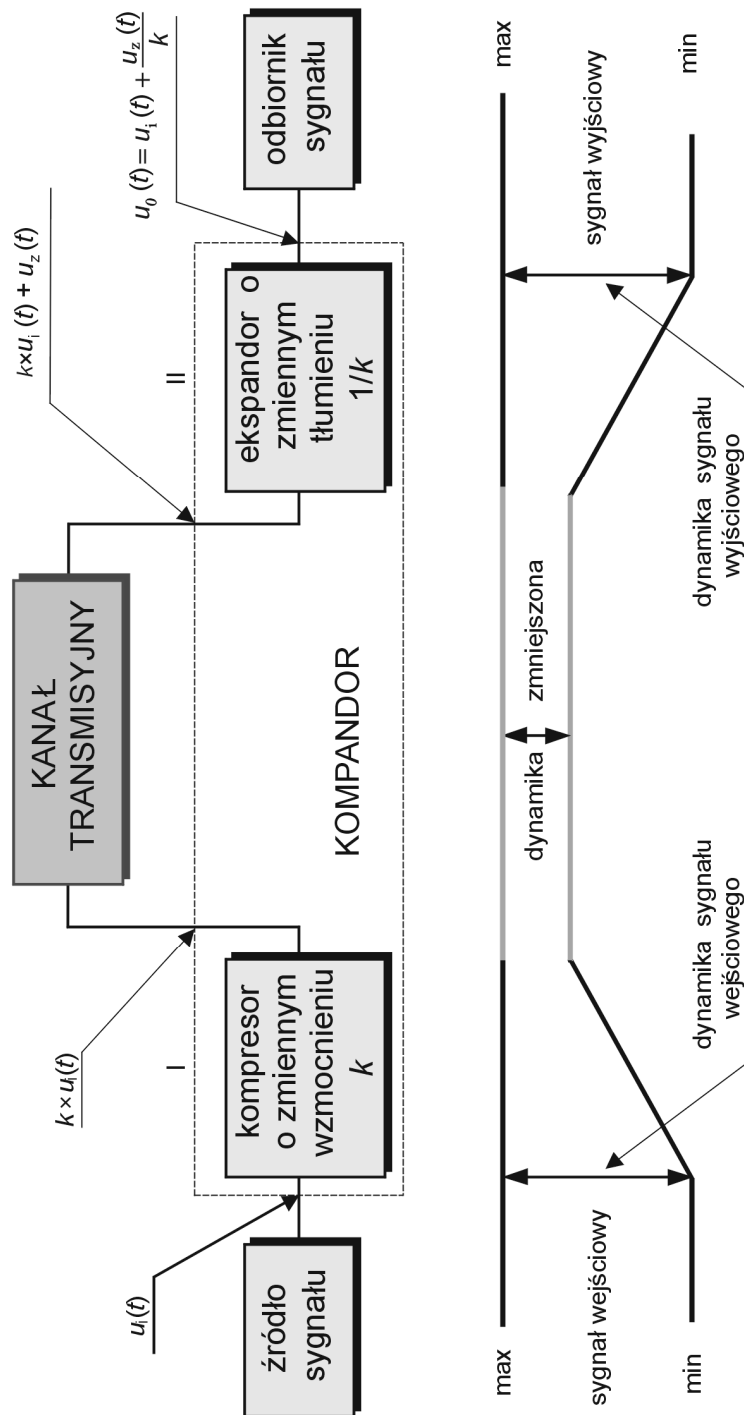 KANAŁ
TRANSMISYJNY
k × uᵢ(t)
k×uᵢ (t) + u_z (t)
uᵢ(t)
I
II
u₀ (t) = uᵢ (t) + u_z (t)/k
źródło
sygnału
kompresor
o zmiennym
wzmocnieniu
k
ekspandor o
zmiennym
tłumieniu
1/k
odbiornik
sygnału
KOMPANDOR
max
max
sygnał wejściowy
dynamika zmniejszona
sygnał wyjściowy
min
min
dynamika sygnału
wejściowego
dynamika sygnału
wyjściowego